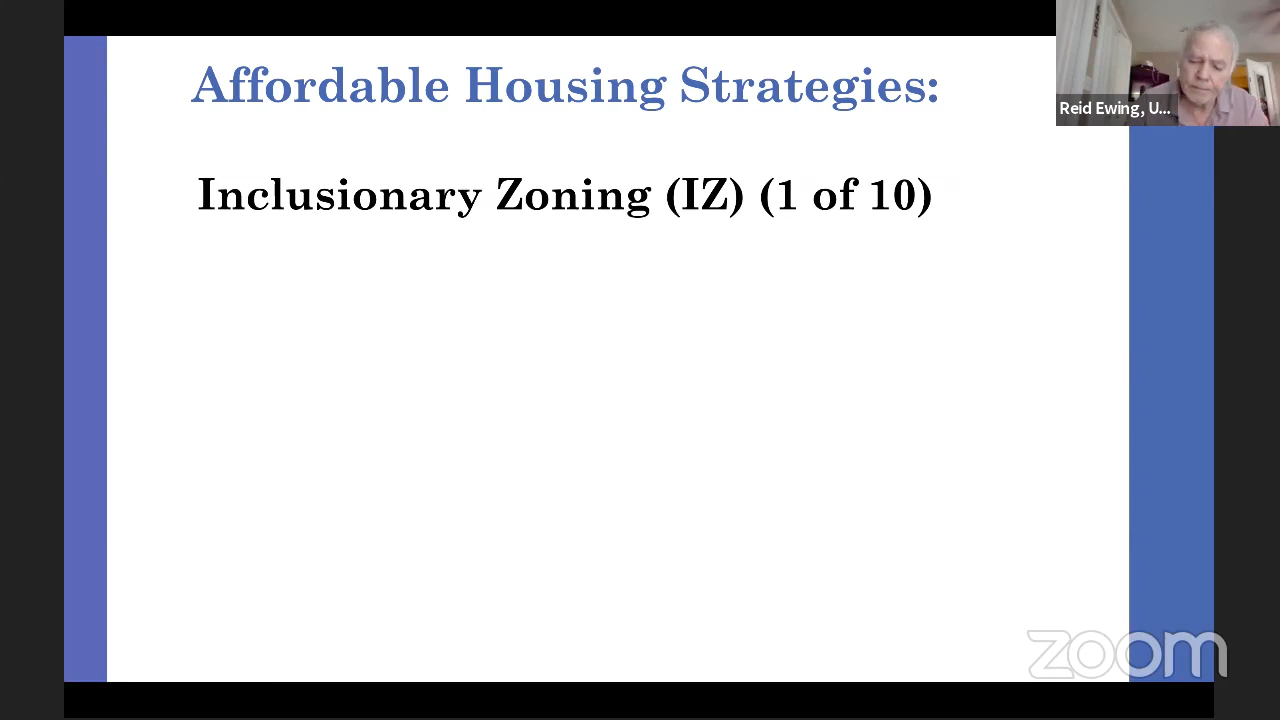 Affordable Housing Strategies:
Reid Ewing, U...
Inclusionary Zoning (IZ) (1 of 10)
zoom